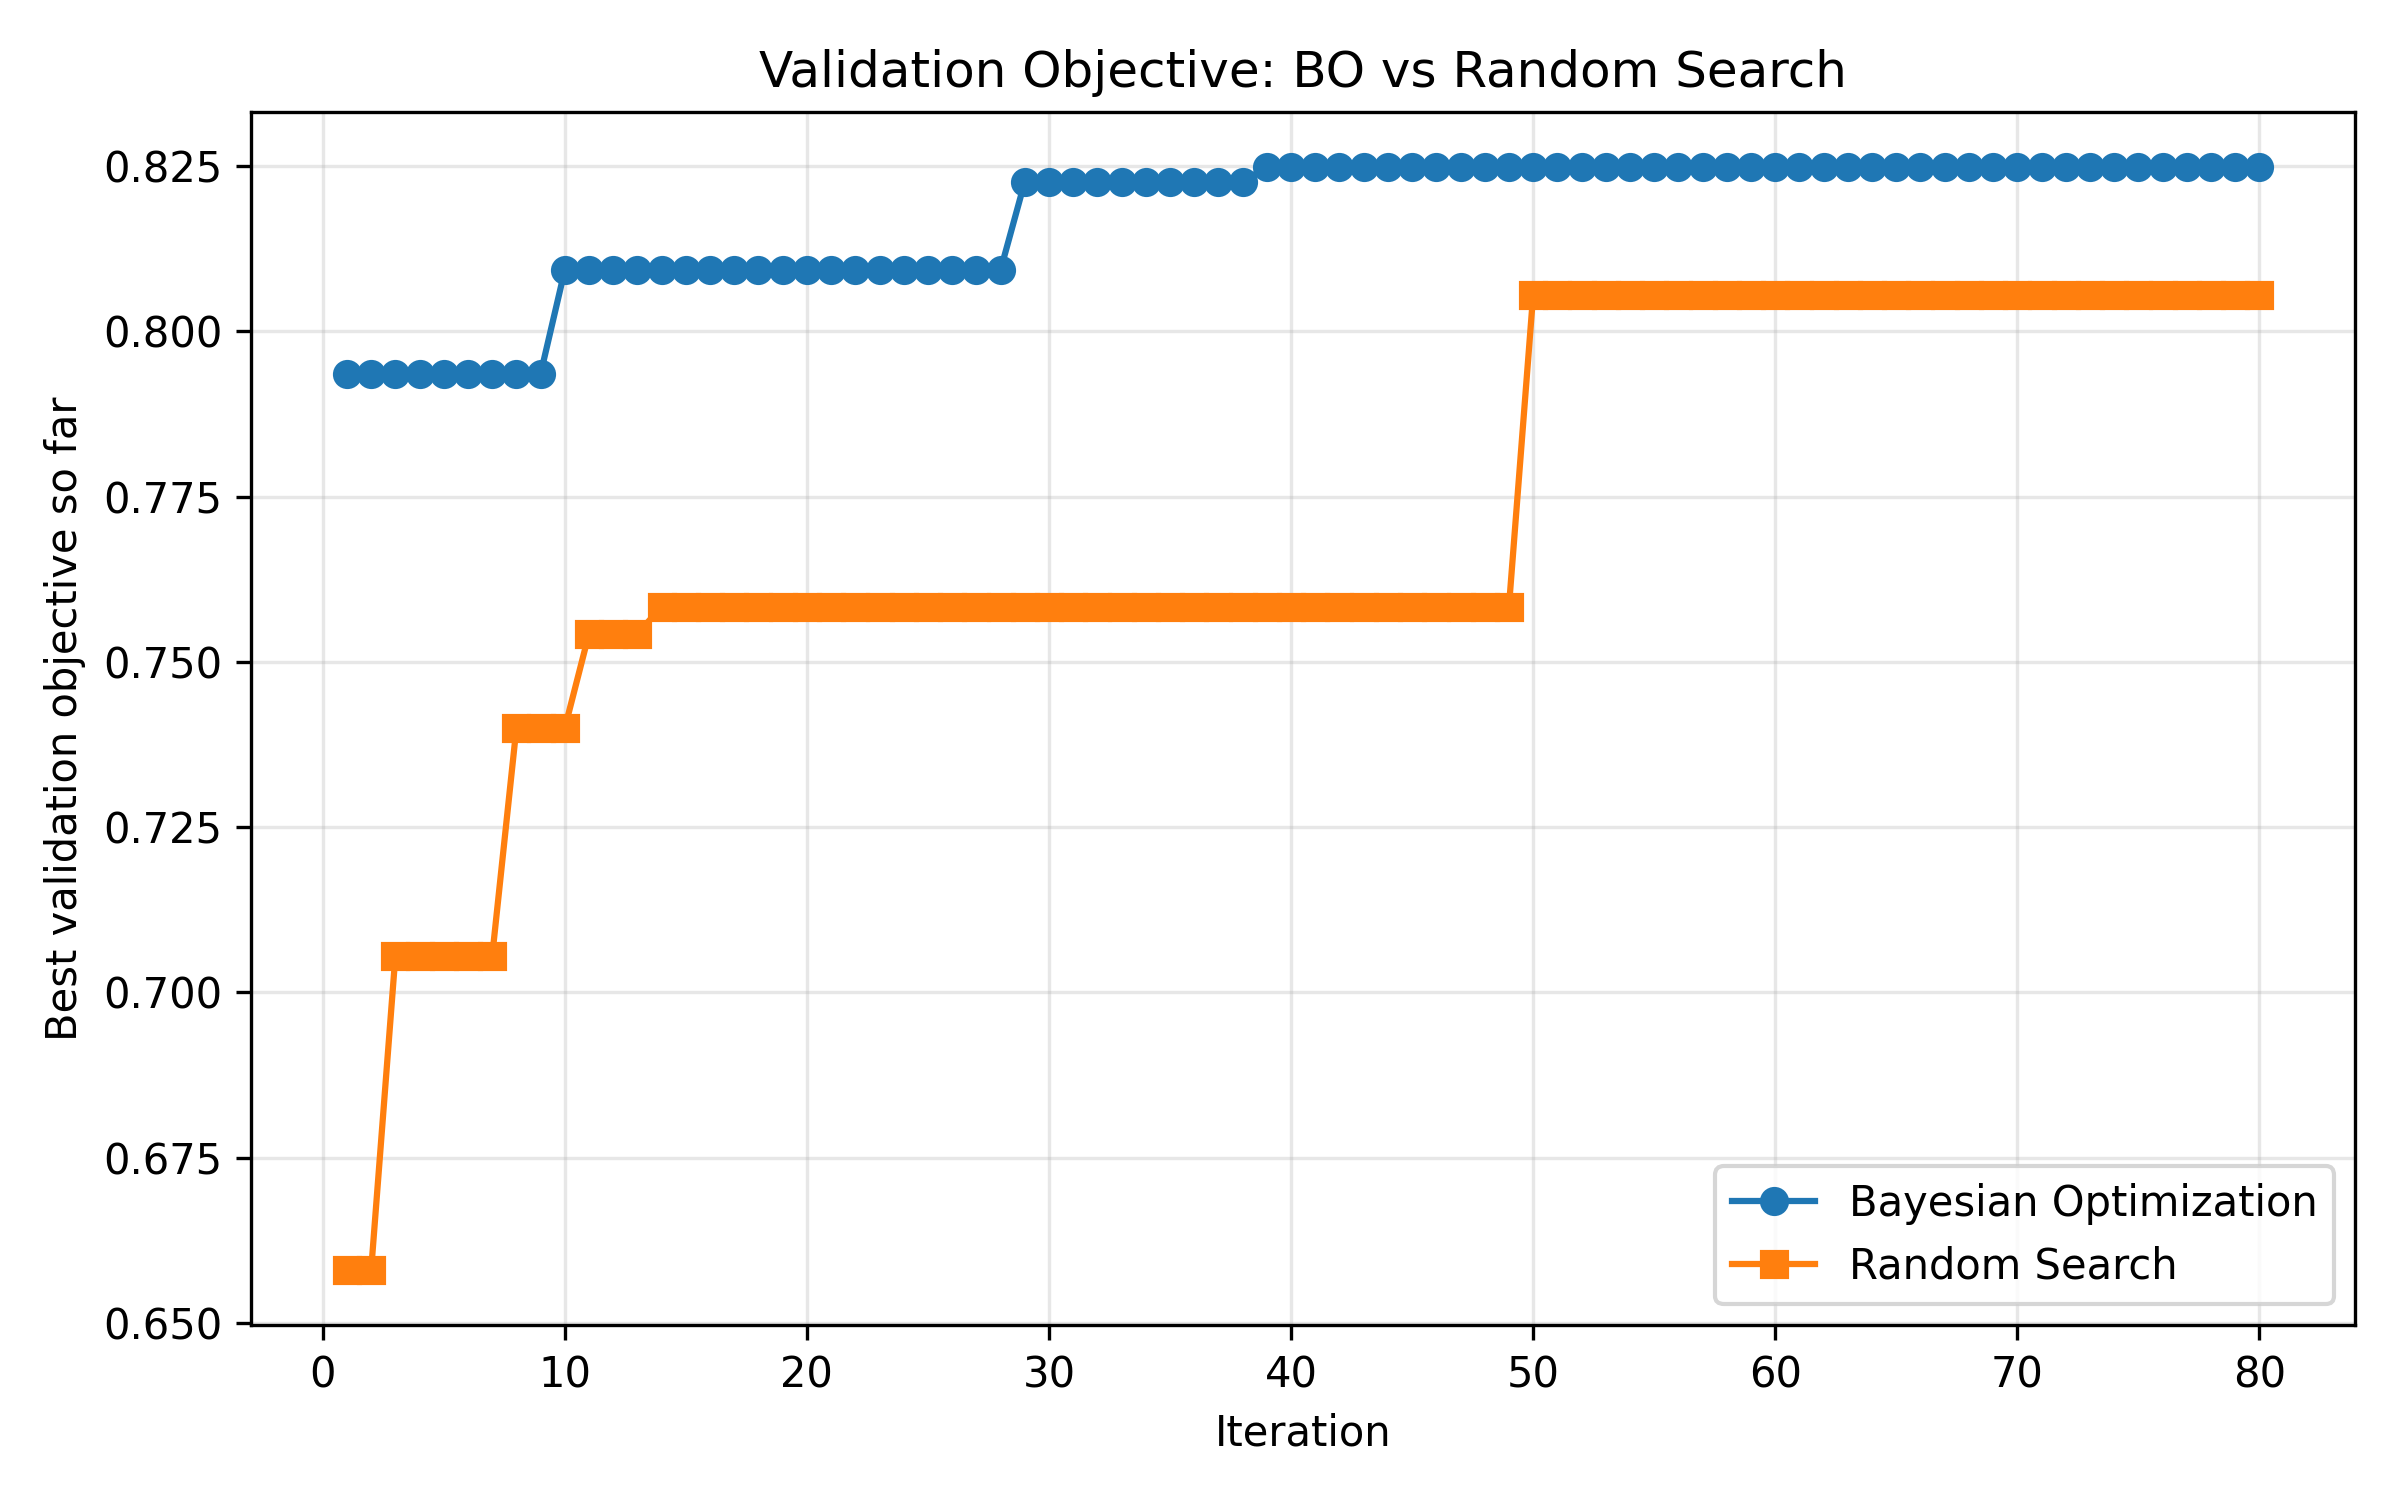 Validation Objective: BO vs Random Search
Best validation objective so far
0.825
0.800
0.775
0.750
0.725
0.700
0.675
0.650
0 10 20 30 40 50 60 70 80
Iteration
Bayesian Optimization
Random Search